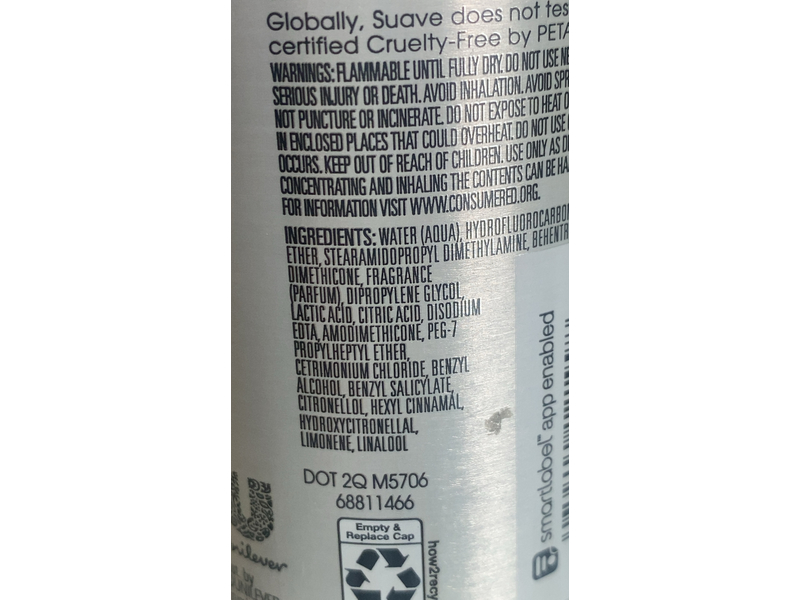 Globally, Suave does not tes
certified Cruelty-Free by PETA
WARNINGS: FLAMMABLE UNTIL FULLY DRY. DO NOT USE NE
SERIOUS INJURY OR DEATH. AVOID INHALATION. AVOID SPR
NOT PUNCTURE OR INCINERATE. DO NOT EXPOSE TO HEAT O
IN ENCLOSED PLACES THAT COULD OVERHEAT. DO NOT USE
OCCURS. KEEP OUT OF REACH OF CHILDREN. USE ONLY AS DI
CONCENTRATING AND INHALING THE CONTENTS CAN BE HA
FOR INFORMATION VISIT WWW.CONSUMERED.ORG.
INGREDIENTS: WATER (AQUA), HYDROFLUOROCARBO
ETHER, STEARAMIDOPROPYL DIMETHYLAMINE, BEHENTR
DIMETHICONE, FRAGRANCE
(PARFUM), DIPROPYLENE GLYCOL,
LACTIC ACID, CITRIC ACID, DISODIUM
EDTA, AMODIMETHICONE, PEG-7
PROPYLHEPTYL ETHER,
CETRIMONIUM CHLORIDE, BENZYL
ALCOHOL, BENZYL SALICYLATE,
CITRONELLOL, HEXYL CINNAMAL,
HYDROXYCITRONELLAL,
LIMONENE, LINALOOL
DOT 2Q M5706
68811466
Empty &
Replace Cap
how2recy
smartlabel™ app enabled
nilever
by
UNILEVER